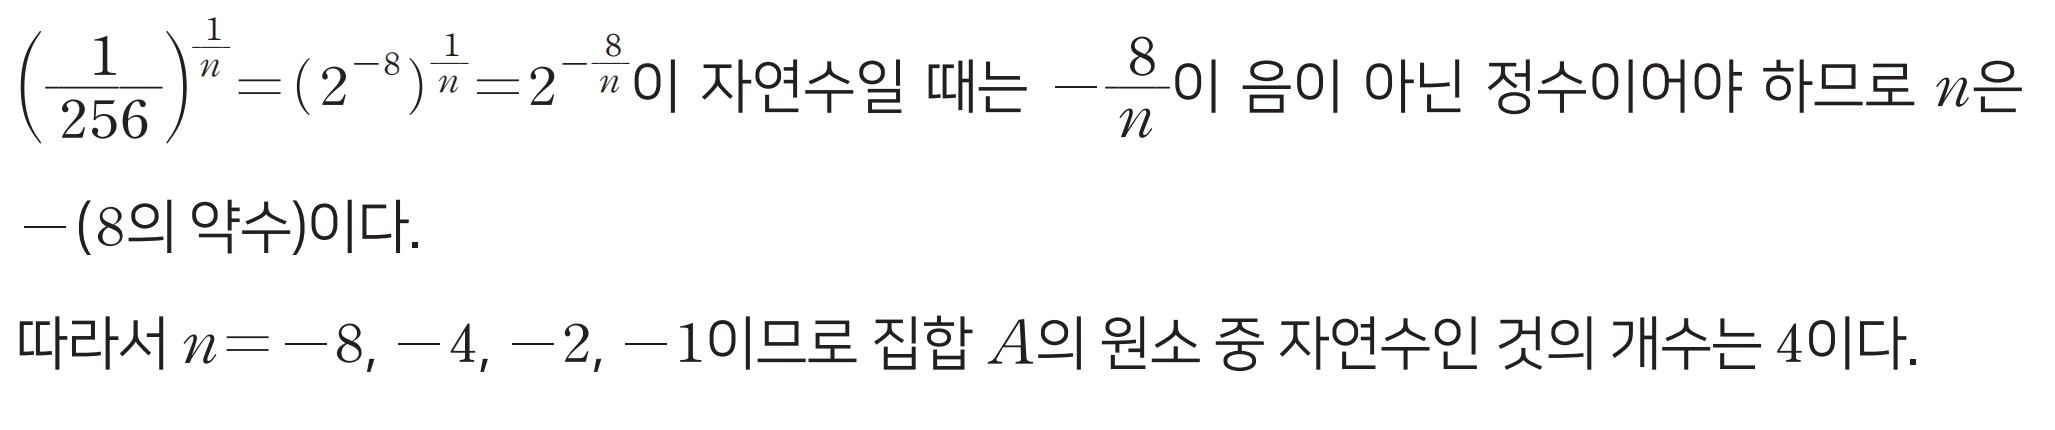 $\left(\frac{1}{256}\right)^{\frac{1}{n}}=(2^{-8})^{\frac{1}{n}}=2^{-\frac{8}{n}}$이 자연수일 때는 $-\frac{8}{n}$이 음이 아닌 정수이어야 하므로 $n$은
$-$(8의 약수)이다.
따라서 $n=-8, -4, -2, -1$이므로 집합 $A$의 원소 중 자연수인 것의 개수는 4이다.